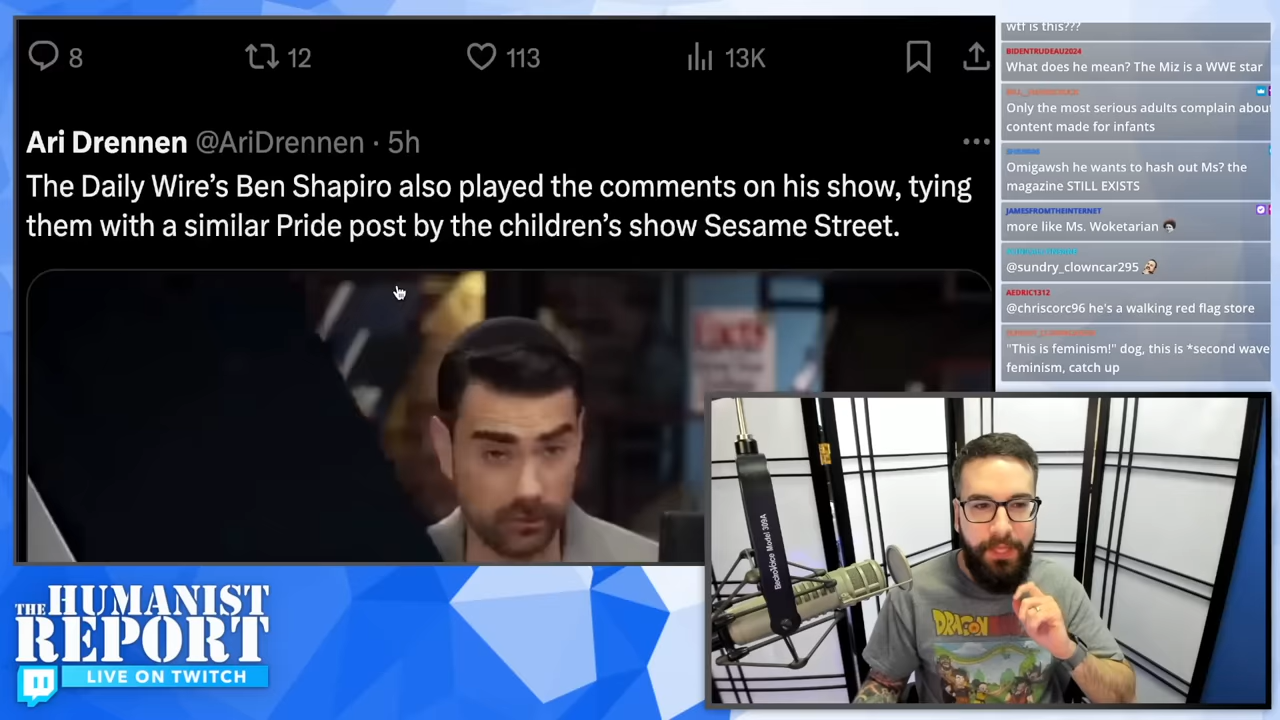 8 12 113 13K
Ari Drennen @AriDrennen · 5h
The Daily Wire's Ben Shapiro also played the comments on his show, tying
them with a similar Pride post by the children's show Sesame Street.
wtf is this???
BIDENTRUDEAU2024
What does he mean? The Miz is a WWE star
Only the most serious adults complain abou
content made for infants
Omigawsh he wants to hash out Ms? the
magazine STILL EXISTS
JAMESFROMTHEINTERNET
more like Ms. Woketarian
@sundry_clowncar295
AEDRIC1312
@chriscorc96 he's a walking red flag store
"This is feminism!" dog, this is *second wave
feminism, catch up
DRAGON
THE HUMANIST
REPORT
LIVE ON TWITCH